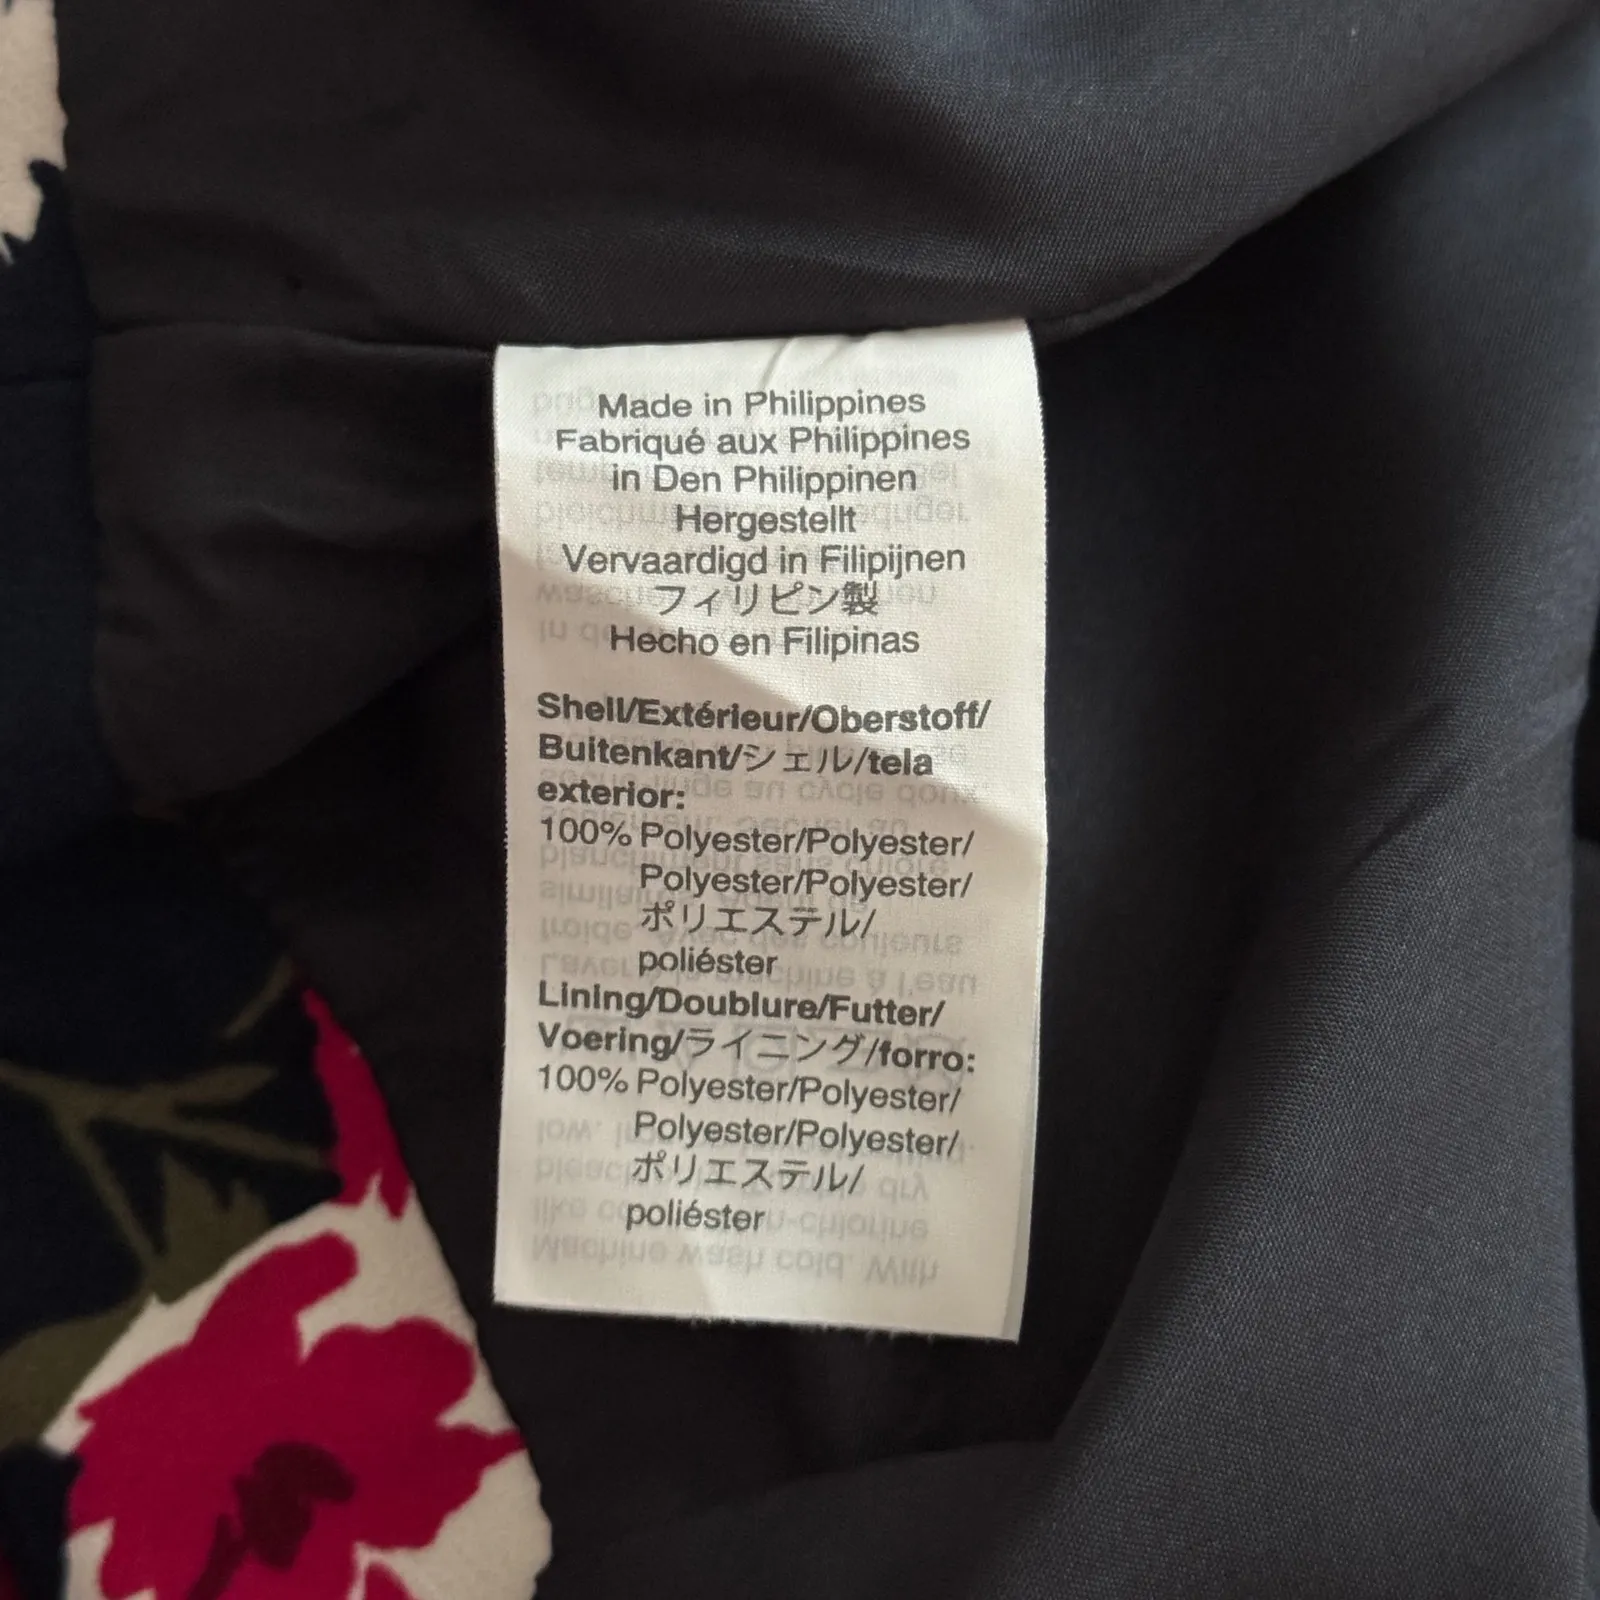 Made in Philippines
Fabriqué aux Philippines
in Den Philippinen
Hergestellt
Vervaardigd in Filipijnen
フィリピン製
Hecho en Filipinas
Shell/Extérieur/Oberstoff/
Buitenkant/シェル/tela
exterior:
100% Polyester/Polyester/
Polyester/Polyester/
ポリエステル/
poliéster
Lining/Doublure/Futter/
Voering/ライニング/forro:
100% Polyester/Polyester/
Polyester/Polyester/
ポリエステル/
poliéster